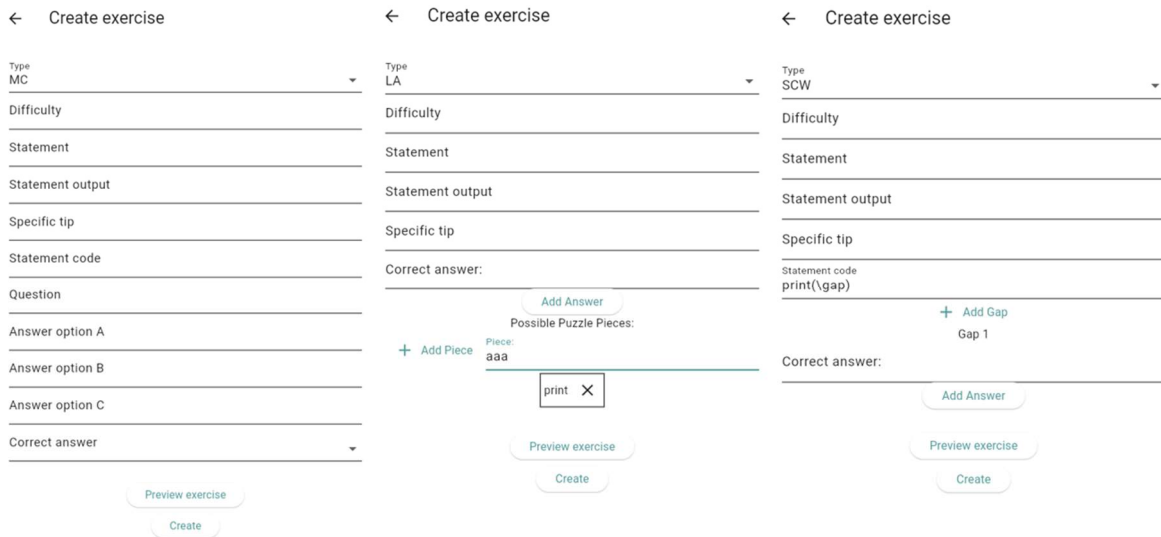 Create exercise
Type
MC
Difficulty
Statement
Statement output
Specific tip
Statement code
Question
Answer option A
Answer option B
Answer option C
Correct answer
Preview exercise
Create
Create exercise
Type
LA
Difficulty
Statement
Statement output
Specific tip
Correct answer:
Add Answer
Possible Puzzle Pieces:
Add Piece
Piece:
aaa
print
Preview exercise
Create
Create exercise
Type
SCW
Difficulty
Statement
Statement output
Specific tip
Statement code
print(\gap)
Add Gap
Gap 1
Correct answer:
Add Answer
Preview exercise
Create